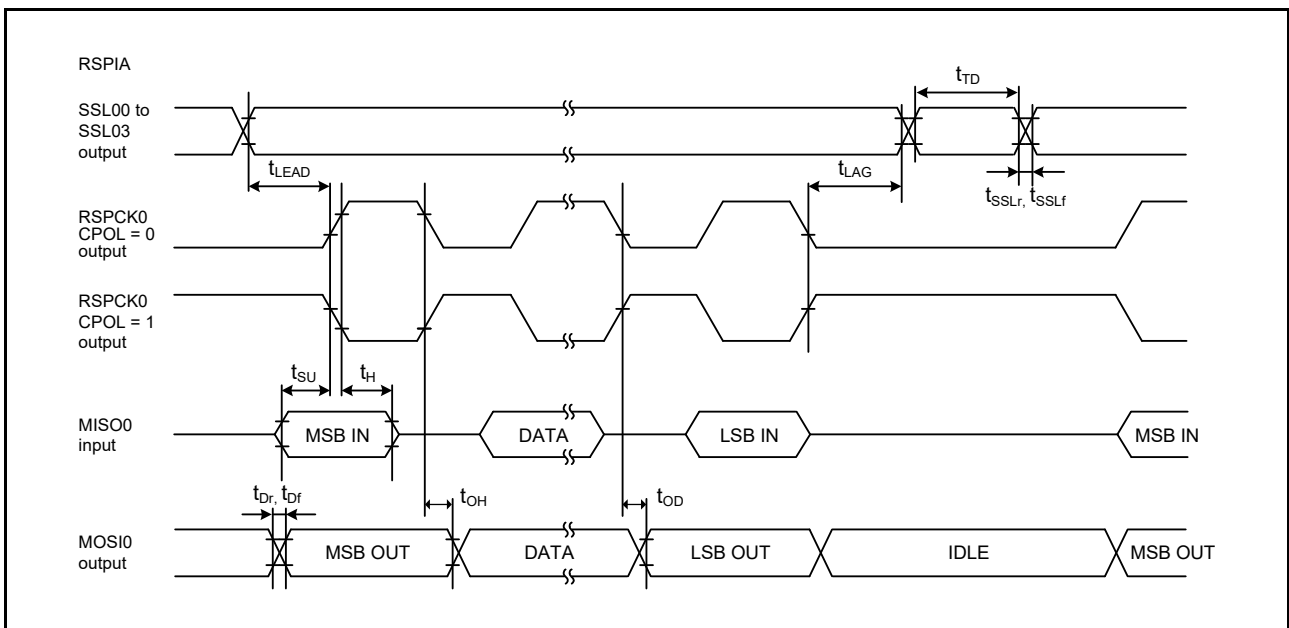 RSPIA
SSL00 to
SSL03
output
tTD
tLEAD
tLAG
tSSLr, tSSLf
RSPCK0
CPOL = 0
output
RSPCK0
CPOL = 1
output
tSU
tH
MISO0
input
MSB IN
DATA
LSB IN
MSB IN
tDr, tDf
tOH
tOD
MOSI0
output
MSB OUT
DATA
LSB OUT
IDLE
MSB OUT